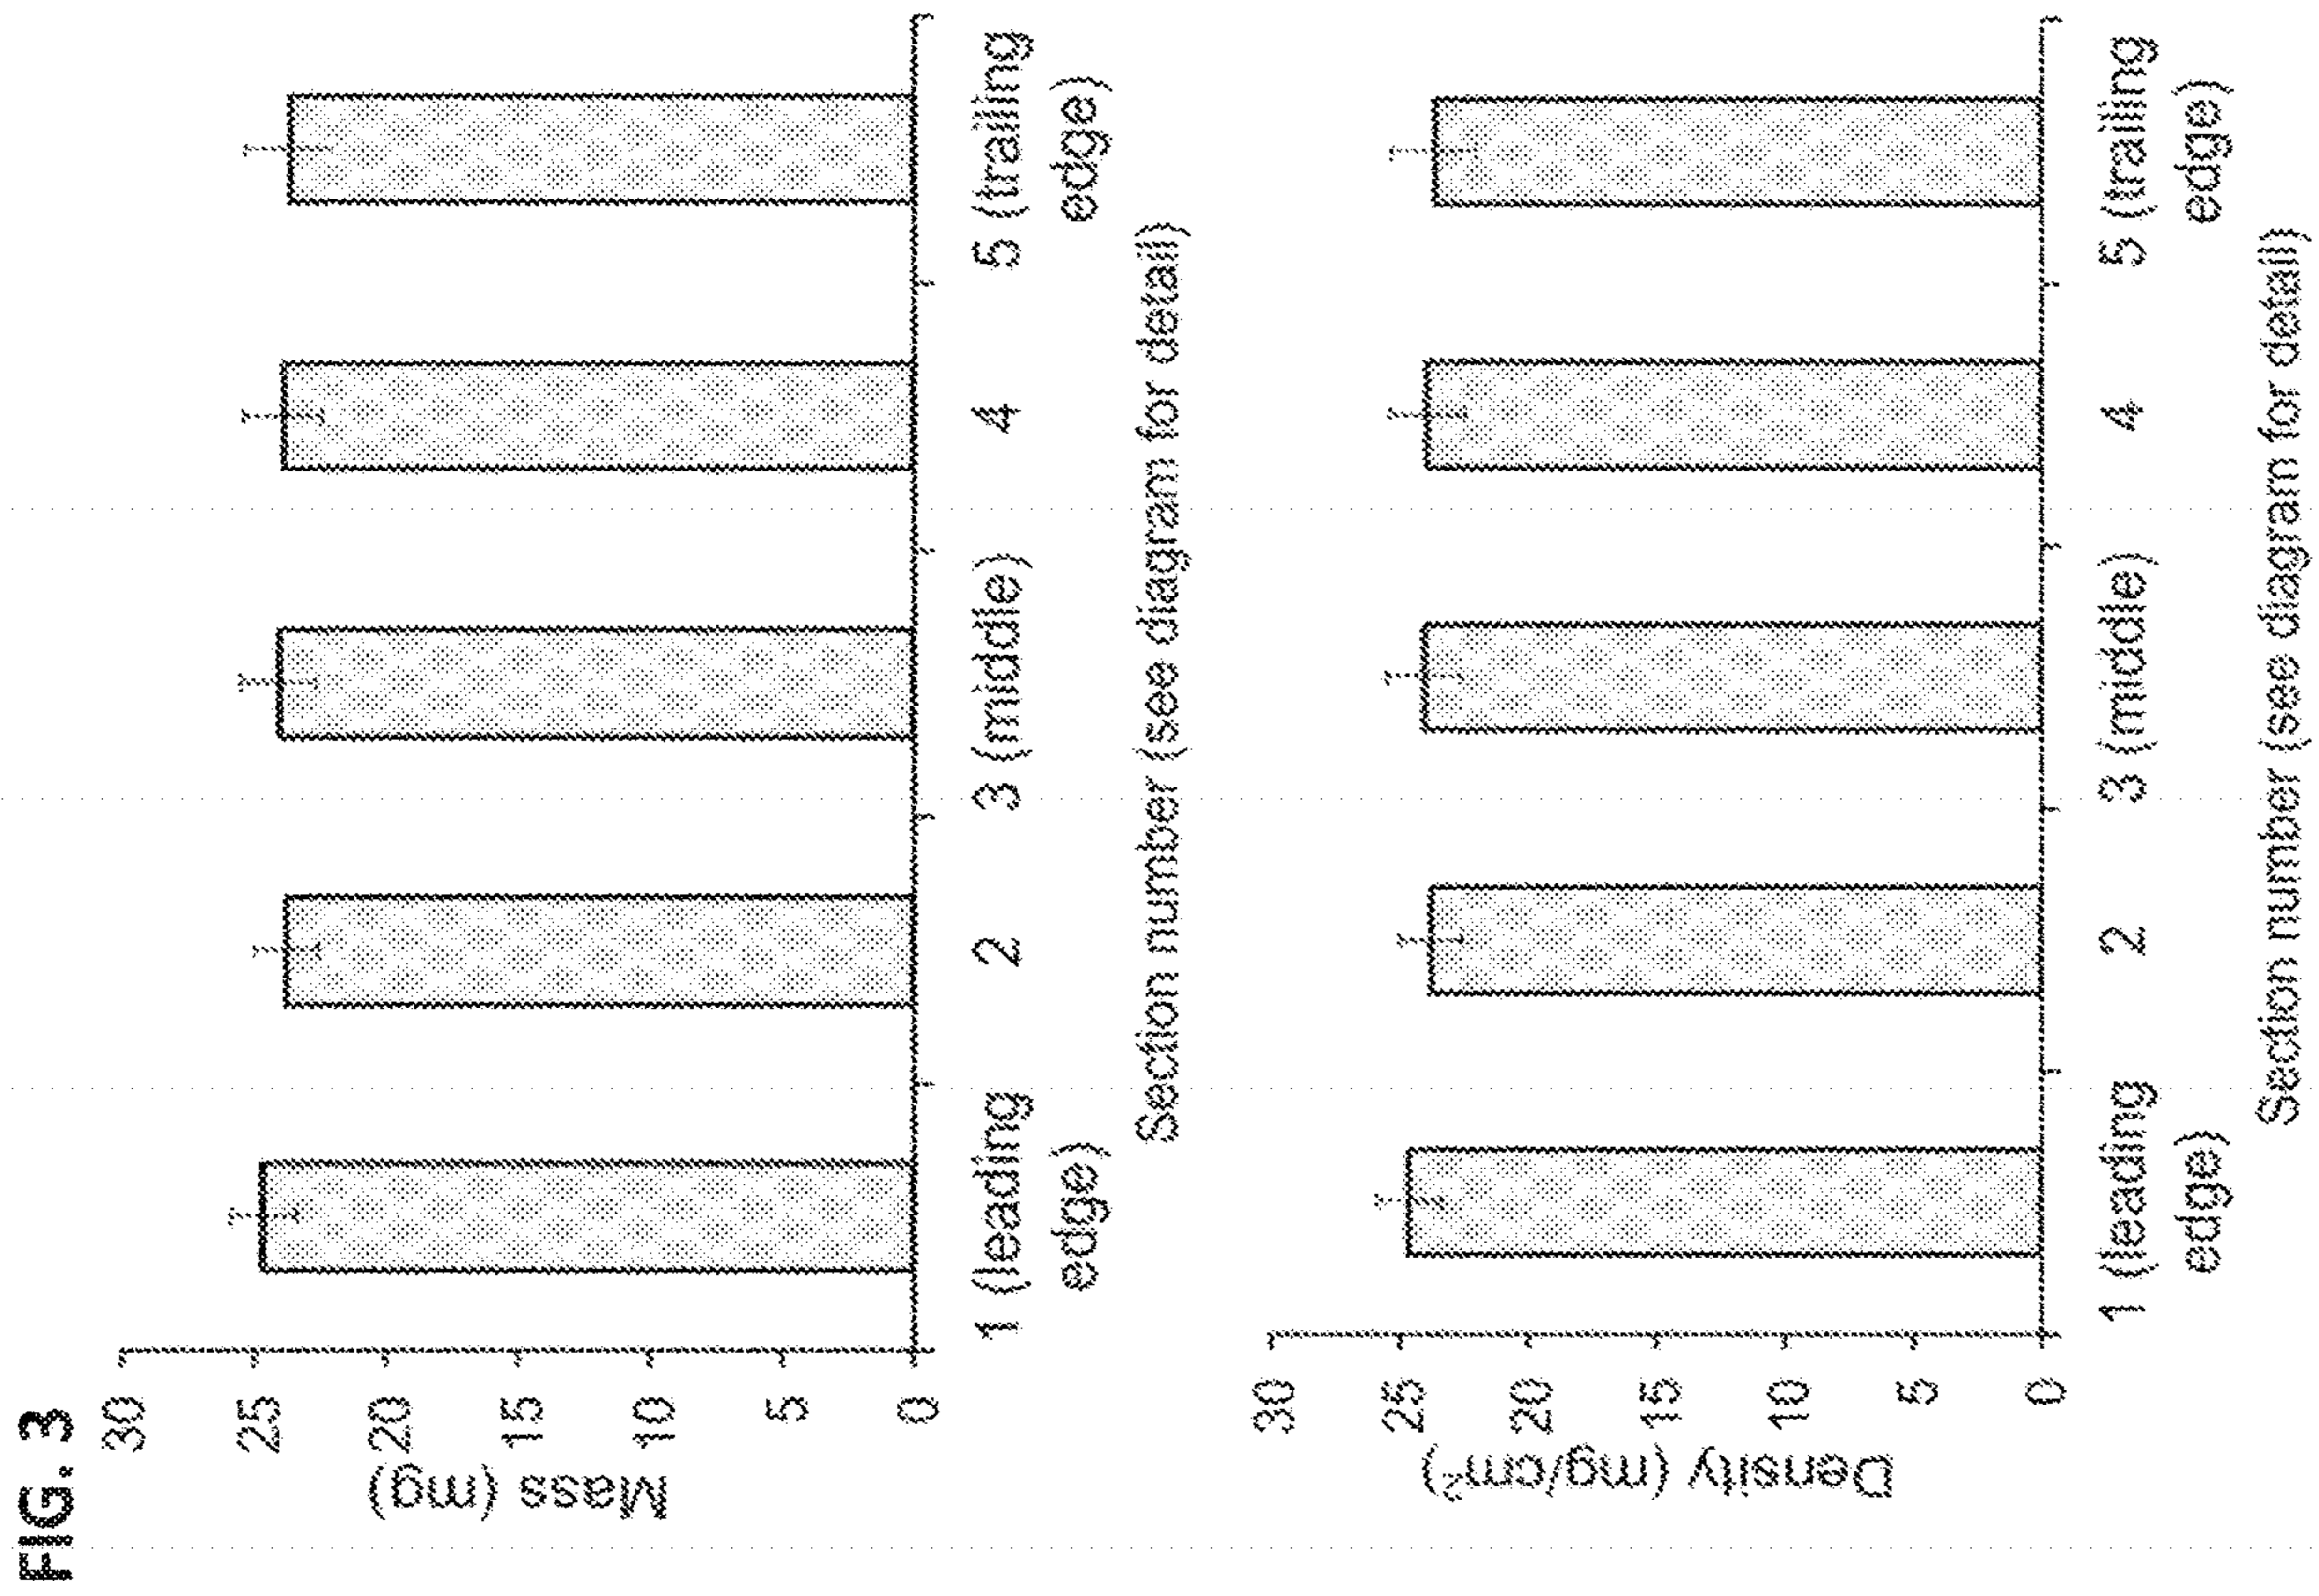 FIG. 3
Mass (mg)
30
25
20
15
10
5
0
1 (leading
edge)
2
3 (middle)
4
5 (trailing
edge)
Section number (see diagram for detail)
Density (mg/cm²)
30
25
20
15
10
5
0
1 (leading
edge)
2
3 (middle)
4
5 (trailing
edge)
Section number (see diagram for detail)